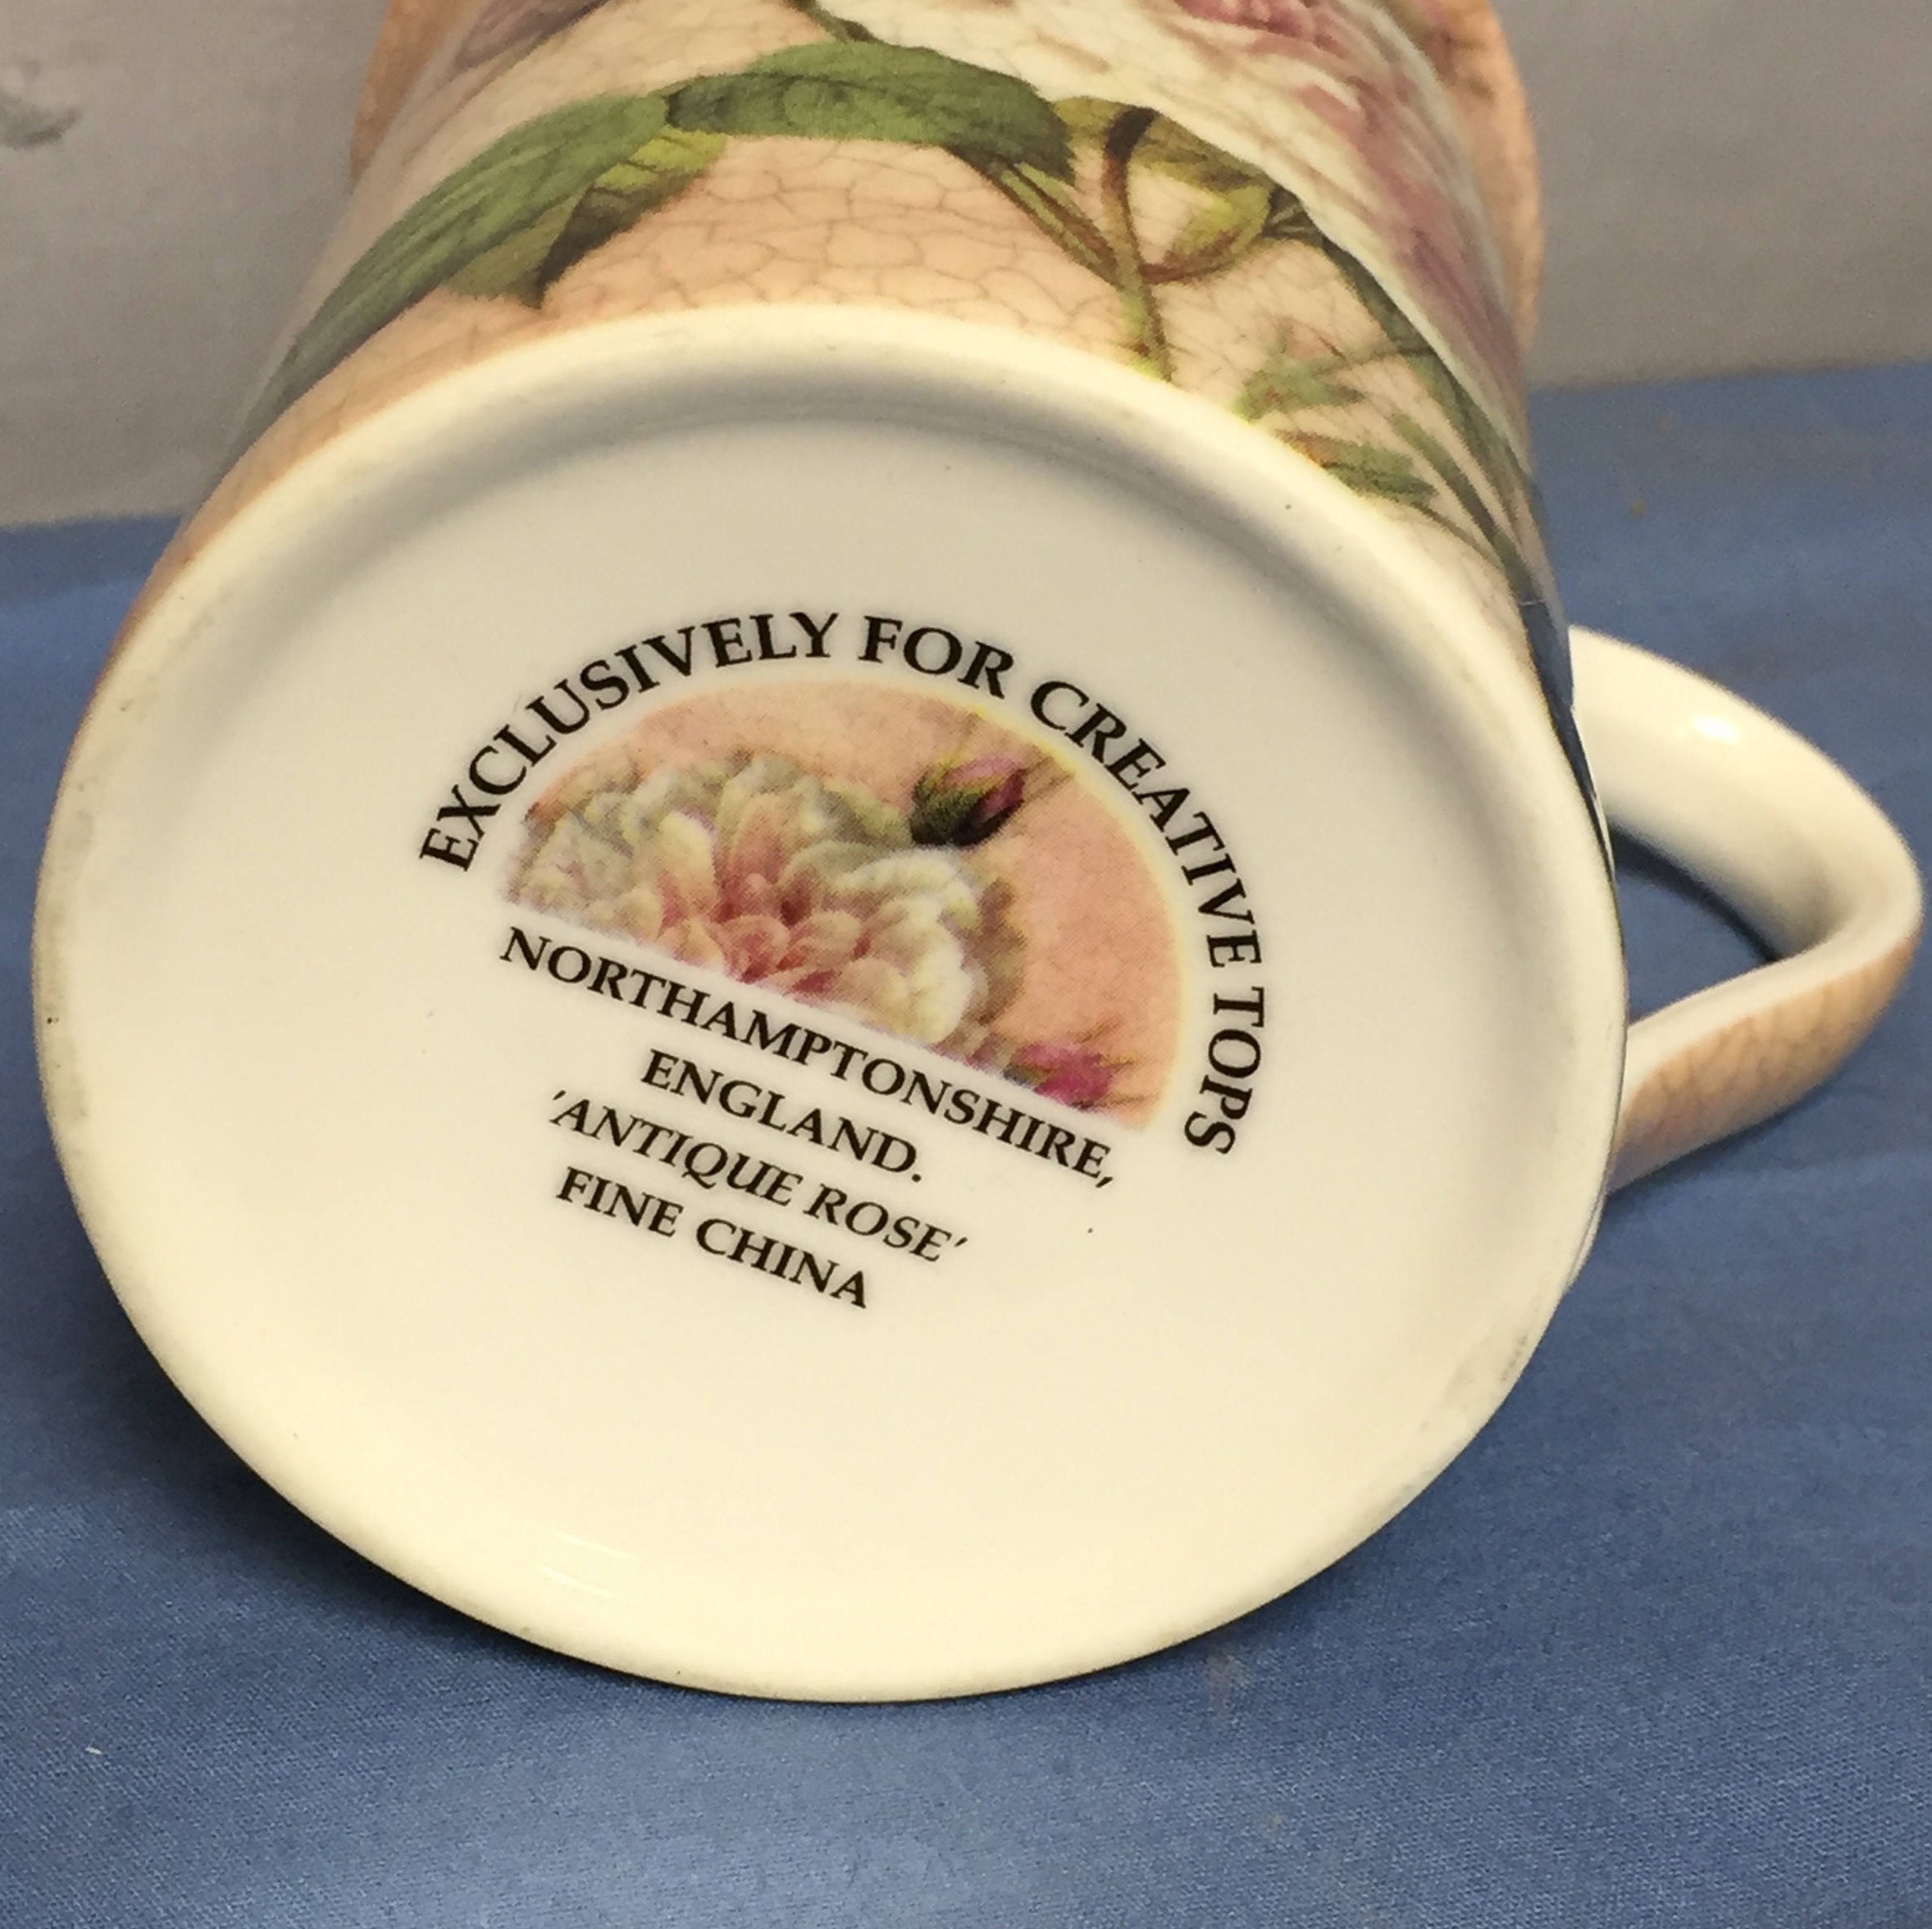 EXCLUSIVELY FOR CREATIVE TOPS
NORTHAMPTONSHIRE,
ENGLAND.
'ANTIQUE ROSE'
FINE CHINA